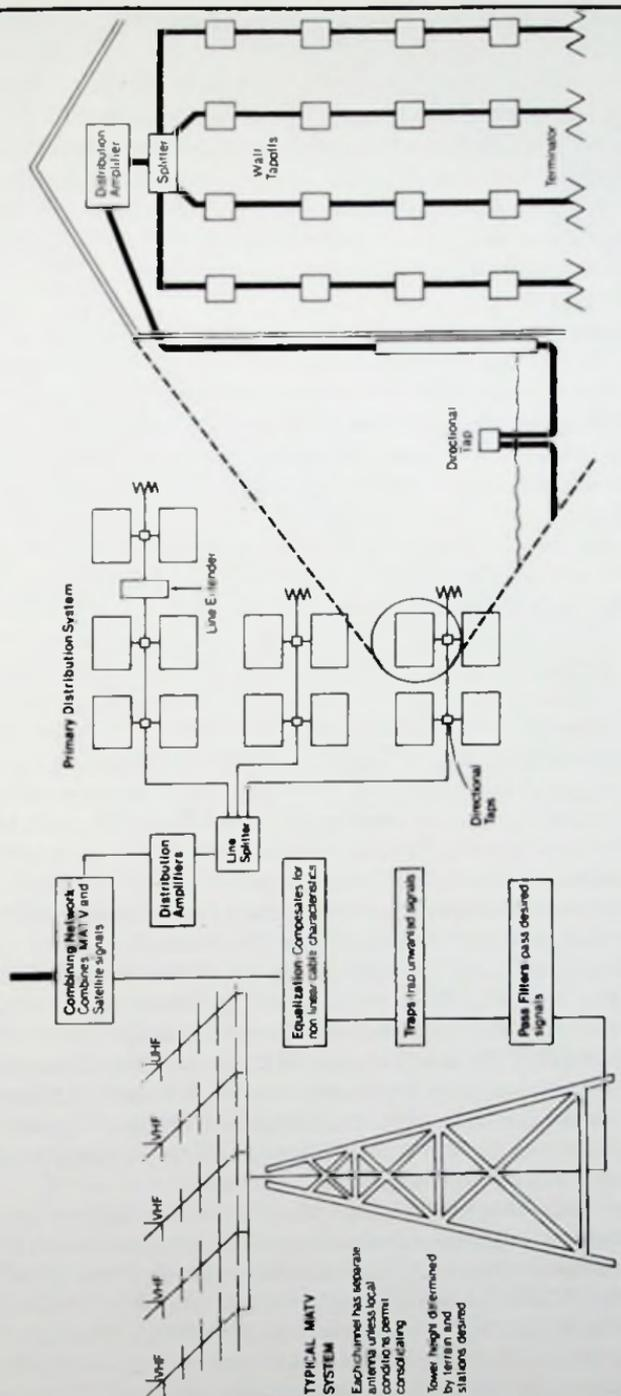 TYPICAL MATV
SYSTEM
Each channel has separate
antenna unless local
conditions permit
consolidating
Tower height determined
by terrain and
stations desired
VHF
VHF
VHF
VHF
UHF
Pass Filters pass desired
signals
Traps trap unwanted signals
Equalization Compesates for
non linear cable characteristics
Combining Network
Combines MATV and
Satellite signals
Distribution
Amplifiers
Line
Splitter
Primary Distribution System
Line Extender
Directional
Taps
Directional
Tap
Distribution
Amplifier
Splitter
Wall
Tapoffs
Terminator